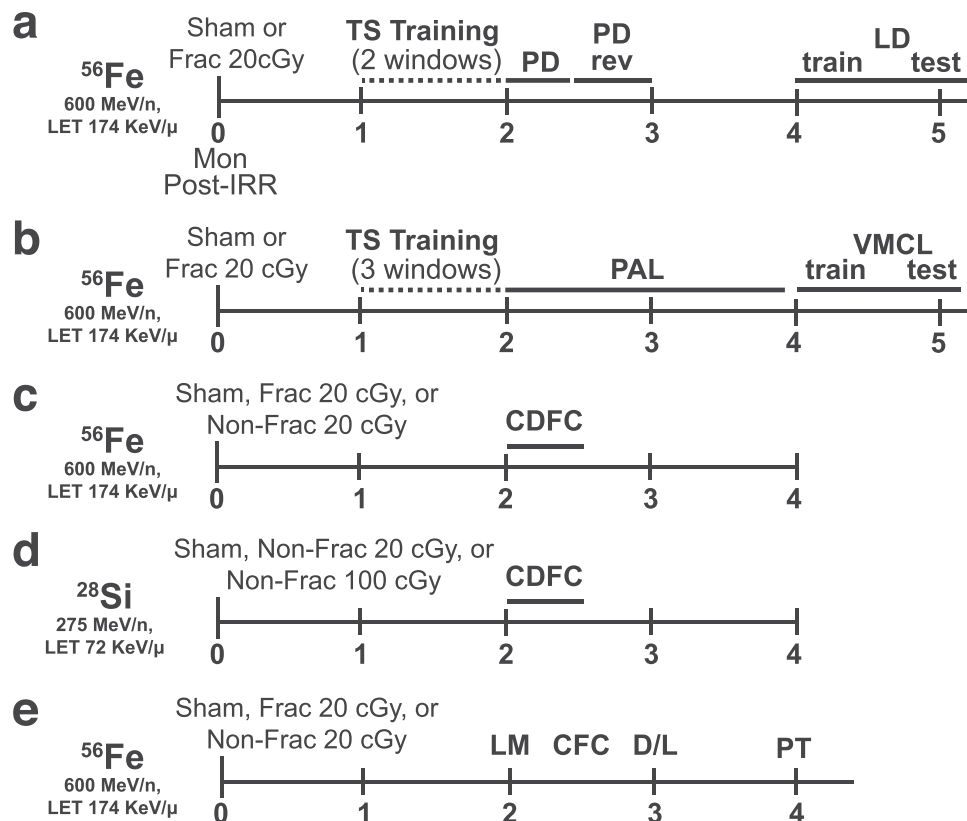 a
Sham or
Frac 20cGy
TS Training
(2 windows)
PD
PD
rev
LD
train test
56Fe
600 MeV/n,
LET 174 KeV/µ
0 1 2 3 4 5
Mon
Post-IRR
b
Sham or
Frac 20 cGy
TS Training
(3 windows)
PAL
VMCL
train test
56Fe
600 MeV/n,
LET 174 KeV/µ
0 1 2 3 4 5
c
Sham, Frac 20 cGy, or
Non-Frac 20 cGy
CDFC
56Fe
600 MeV/n,
LET 174 KeV/µ
0 1 2 3 4
d
Sham, Non-Frac 20 cGy, or
Non-Frac 100 cGy
CDFC
28Si
275 MeV/n,
LET 72 KeV/µ
0 1 2 3 4
e
Sham, Frac 20 cGy, or
Non-Frac 20 cGy
LM CFC D/L PT
56Fe
600 MeV/n,
LET 174 KeV/µ
0 1 2 3 4